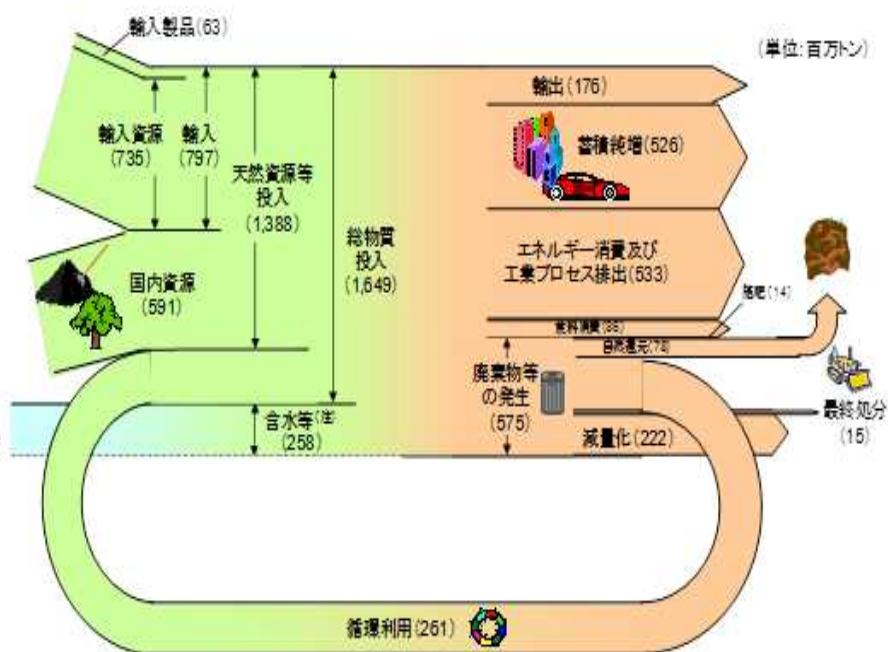 輸入製品(63)
(単位:百万トン)
輸入資源
(735)
輸入
(797)
天然資源等
投入
(1,388)
総物質
投入
(1,649)
国内資源
(591)
含水等(注)
(258)
輸出(176)
蓄積純増(526)
エネルギー消費及び
工業プロセス排出(533)
施肥(14)
自然還元(78)
廃棄物等
の発生
(575)
減量化(222)
最終処分
(15)
循環利用(261)